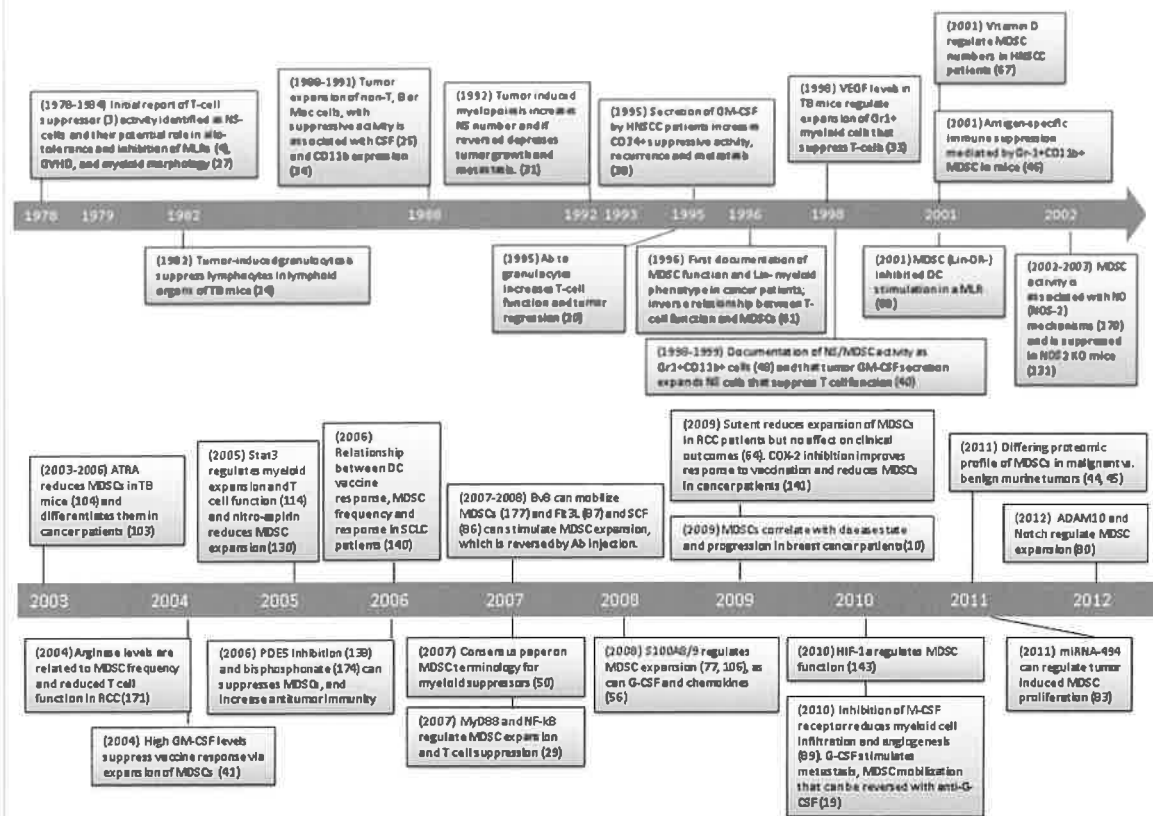 (2001) Vitamin D
regulate MDSC
numbers in HNSCC
patients (67)
(1978-1984) Initial report of T-cell
suppressor (3) activity identified as NS-
cells and their potential role in allo-
tolerance and inhibition of MLRs (4),
GVHD, and myeloid morphology (27)
(1988-1991) Tumor
expansion of non-T, B or
Mac cells, with
suppressive activity is
associated with CSF (25)
and CD11b expression
(34)
(1992) Tumor induced
myelopoiesis increases
NS number and if
reversed depresses
tumor growth and
metastasis. (31)
(1995) Secretion of GM-CSF
by HNSCC patients increases
CD34+ suppressive activity,
recurrence and metastasis
(38)
(1998) VEGF levels in
TB mice regulate
expansion of Gr1+
myeloid cells that
suppress T-cells (33)
(2001) Antigen-specific
immune suppression
mediated by Gr-1+CD11b+
MDSC in mice (46)
1978 1979 1982 1988 1992 1993 1995 1996 1998 2001 2002
(1982) Tumor-induced granulocytosis
suppress lymphocytes in lymphoid
organs of TB mice (24)
(1995) Ab to
granulocytes
increases T-cell
function and tumor
regression (20)
(1996) First documentation of
MDSC function and Lin- myeloid
phenotype in cancer patients;
inverse relationship between T-
cell function and MDSCs (61)
(2001) MDSC (Lin-DR-)
inhibited DC
stimulation in a MLR
(68)
(2002-2003) MDSC
activity is
associated with NO
(NOS-2)
mechanisms (170)
and is suppressed
in NOS2 KO mice
(131)
(1998-1999) Documentation of NS/MDSC activity as
Gr1+CD11b+ cells (48) and that tumor GM-CSF secretion
expands NS cells that suppress T cell function (40)
(2003-2006) ATRA
reduces MDSCs in TB
mice (104) and
differentiates them in
cancer patients (103)
(2005) Stat3
regulates myeloid
expansion and T
cell function (114)
and nitro-aspirin
reduces MDSC
expansion (130)
(2006)
Relationship
between DC
vaccine
response, MDSC
frequency and
response in SCLC
patients (140)
(2007-2008) Bv8 can mobilize
MDSCs (177) and Flt3L (87) and SCF
(86) can stimulate MDSC expansion,
which is reversed by Ab injection.
(2009) Sutent reduces expansion of MDSCs
in RCC patients but no affect on clinical
outcomes (64). COX-2 inhibition improves
response to vaccination and reduces MDSCs
in cancer patients (141)
(2009) MDSCs correlate with disease state
and progression in breast cancer patients (10)
(2011) Differing proteomic
profile of MDSCs in malignant vs.
benign murine tumors (44, 45)
(2012) ADAM10 and
Notch regulate MDSC
expansion (80)
2003 2004 2005 2006 2007 2008 2009 2010 2011 2012
(2004) Arginase levels are
related to MDSC frequency
and reduced T cell
function in RCC (171)
(2004) High GM-CSF levels
suppress vaccine response via
expansion of MDSCs (41)
(2006) PDE5 Inhibition (139)
and bisphosphonate (174) can
suppresses MDSCs, and
increase antitumor immunity
(2007) Consensus paper on
MDSC terminology for
myeloid suppressors (50)
(2007) MyD88 and NF-kB
regulate MDSC expansion
and T cell suppression (29)
(2008) S100A8/9 regulates
MDSC expansion (77, 106), as
can G-CSF and chemokines
(56)
(2010) HIF-1a regulates MDSC
function (143)
(2010) Inhibition of M-CSF
receptor reduces myeloid cell
infiltration and angiogenesis
(89). G-CSF stimulates
metastasis, MDSC mobilization
that can be reversed with anti-G-
CSF (19)
(2011) miRNA-494
can regulate tumor
induced MDSC
proliferation (83)